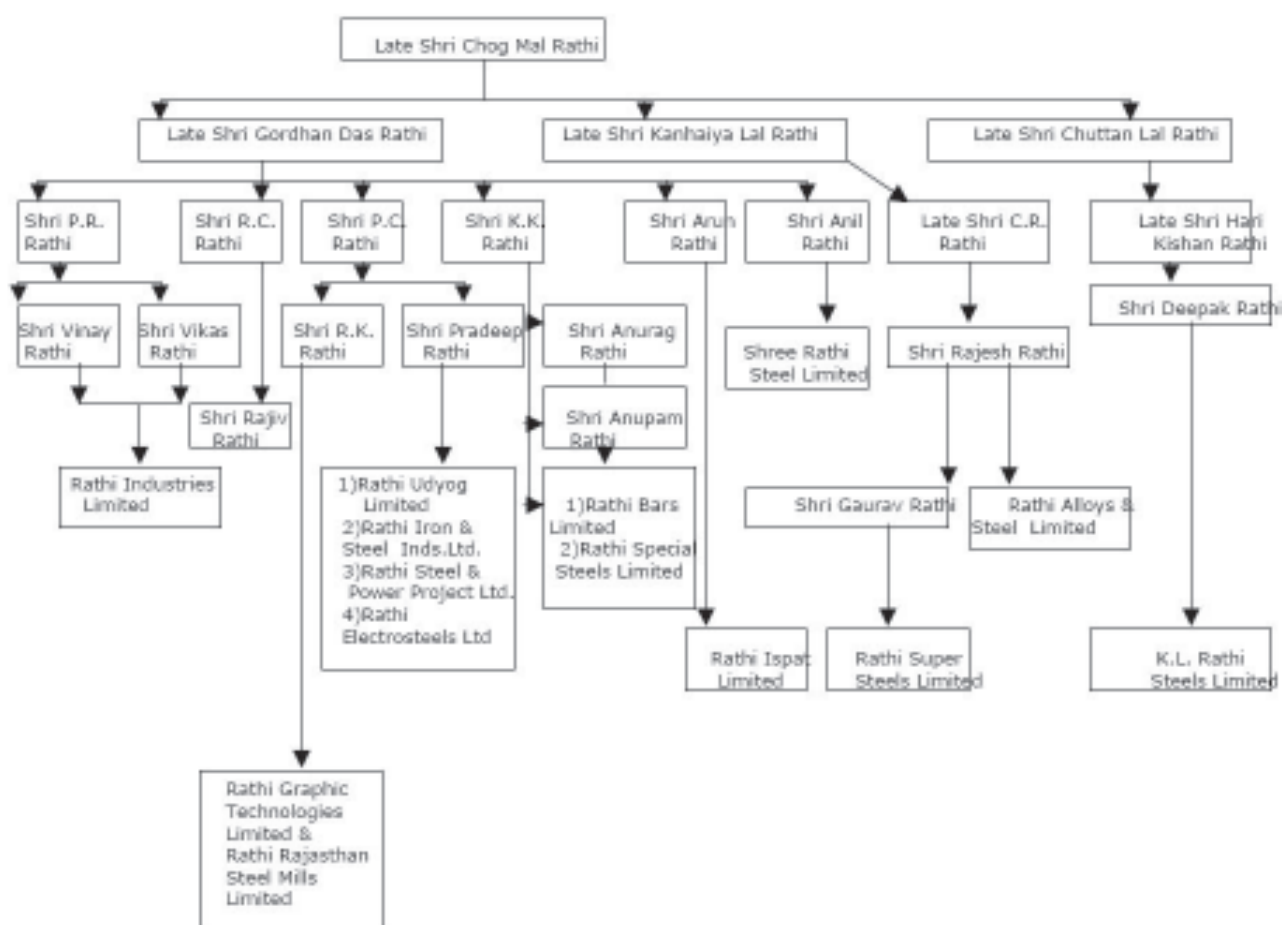 Late Shri Chog Mal Rathi
Late Shri Gordhan Das Rathi
Late Shri Kanhaiya Lal Rathi
Late Shri Chuttan Lal Rathi
Shri P.R.
Rathi
Shri R.C.
Rathi
Shri P.C.
Rathi
Shri K.K.
Rathi
Shri Arun
Rathi
Shri Anil
Rathi
Late Shri C.R.
Rathi
Late Shri Hari
Kishan Rathi
Shri Deepak Rathi
Shri Vinay
Rathi
Shri Vikas
Rathi
Shri R.K.
Rathi
Shri Pradeep
Rathi
Shri Anurag
Rathi
Shree Rathi
Steel Limited
Shri Rajesh Rathi
Shri Rajiv
Rathi
Shri Anupam
Rathi
Rathi Industries
Limited
1)Rathi Udyog
Limited
2)Rathi Iron &
Steel Inds.Ltd.
3)Rathi Steel &
Power Project Ltd.
4)Rathi
Electrosteels Ltd
1)Rathi Bars
Limited
2)Rathi Special
Steels Limited
Shri Gaurav Rathi
Rathi Alloys &
Steel Limited
Rathi Ispat
Limited
Rathi Super
Steels Limited
K.L. Rathi
Steels Limited
Rathi Graphic
Technologies
Limited &
Rathi Rajasthan
Steel Mills
Limited